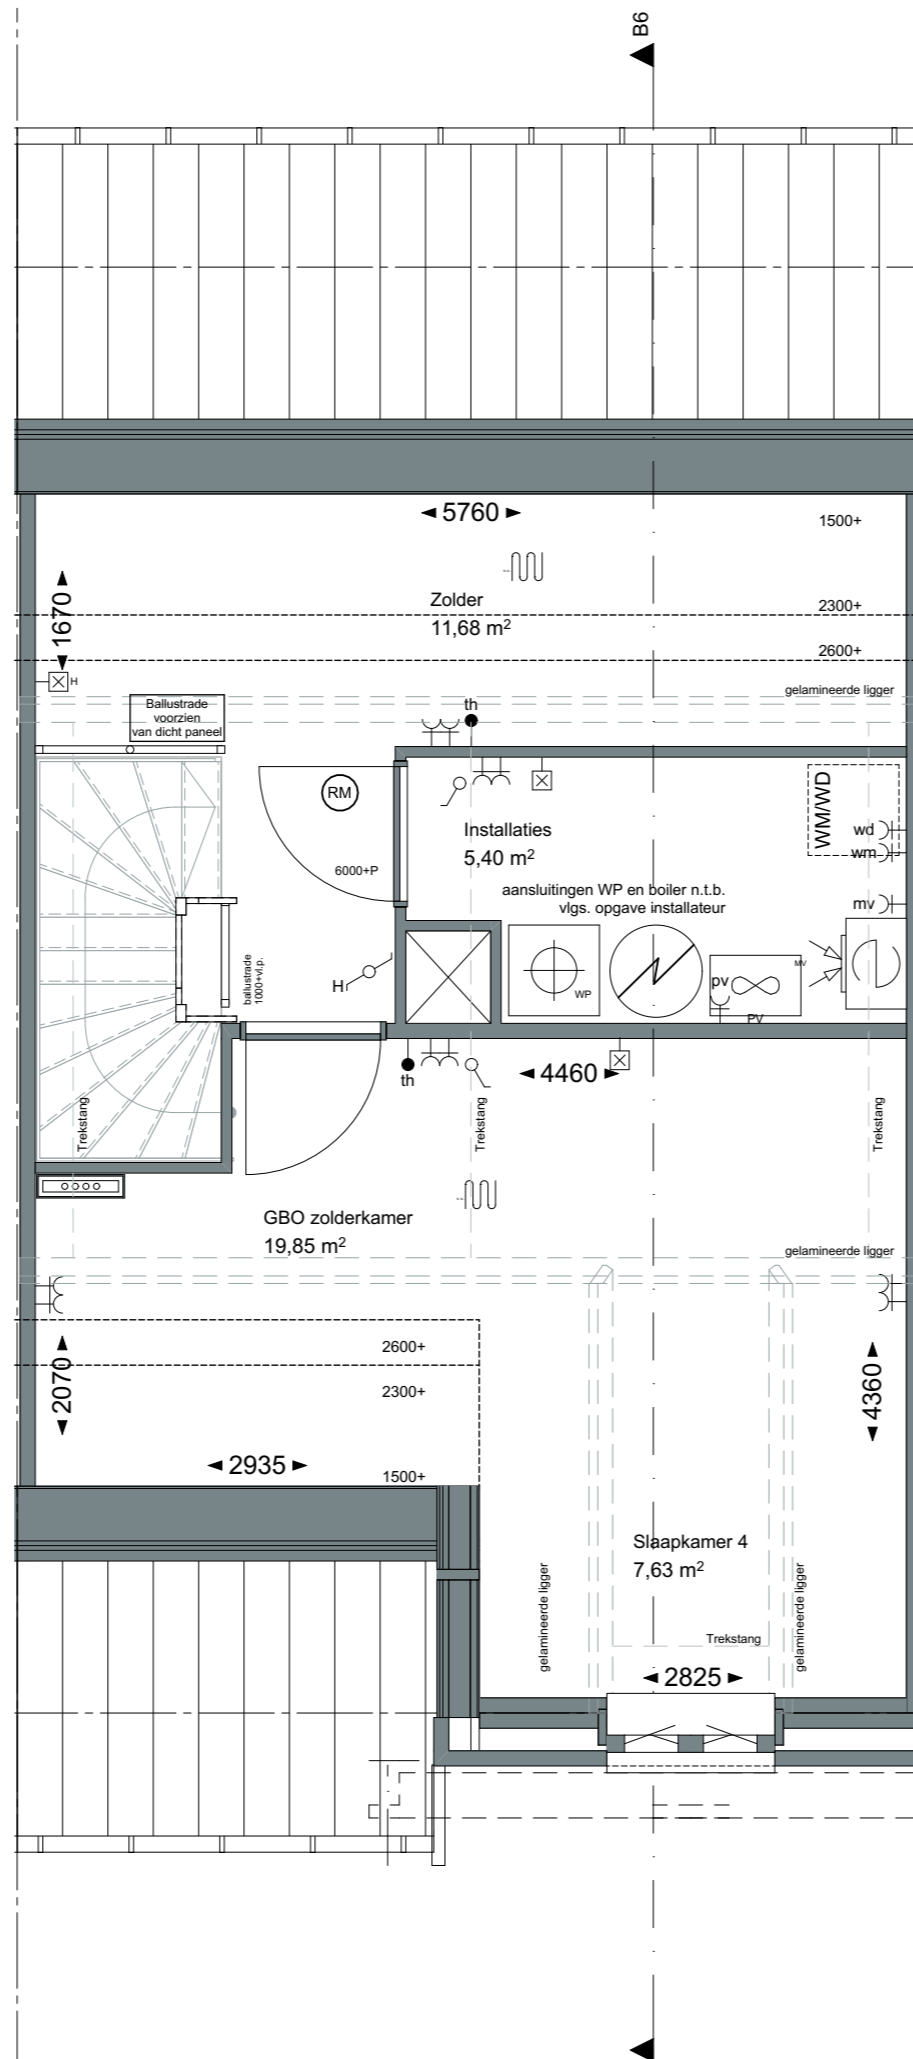 B6
5760
1500+
1670
Zolder
11,68 m²
2300+
2600+
H
gelamineerde ligger
Ballustrade
voorzien
van dicht paneel
th
RM
WM/WD
Installaties
5,40 m²
wd
wm
6000+P
aansluitingen WP en boiler n.t.b.
vlgs. opgave installateur
mv
ballustrade
1000+vl.p.
H
WP
pv
MV
PV
th
4460
Trekstang
Trekstang
Trekstang
GBO zolderkamer
19,85 m²
gelamineerde ligger
2600+
2070
2300+
4360
2935
1500+
Slaapkamer 4
7,63 m²
gelamineerde ligger
gelamineerde ligger
Trekstang
2825